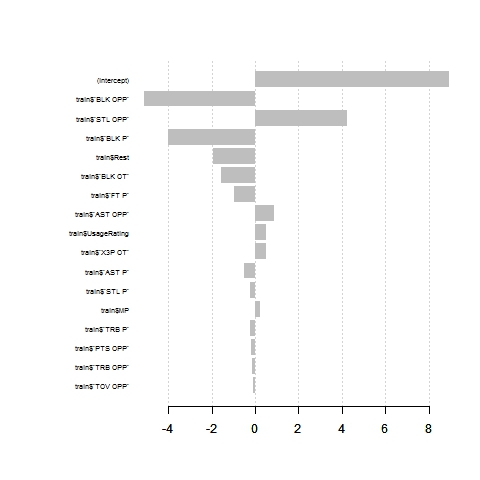 (Intercept)
train$`BLK OPP`
train$`STL OPP`
train$`BLK P`
train$Rest
train$`BLK OT`
train$`FT P`
train$`AST OPP`
train$UsageRating
train$`X3P OT`
train$`AST P`
train$`STL P`
train$MP
train$`TRB P`
train$`PTS OPP`
train$`TRB OPP`
train$`TOV OPP`
-4 -2 0 2 4 6 8